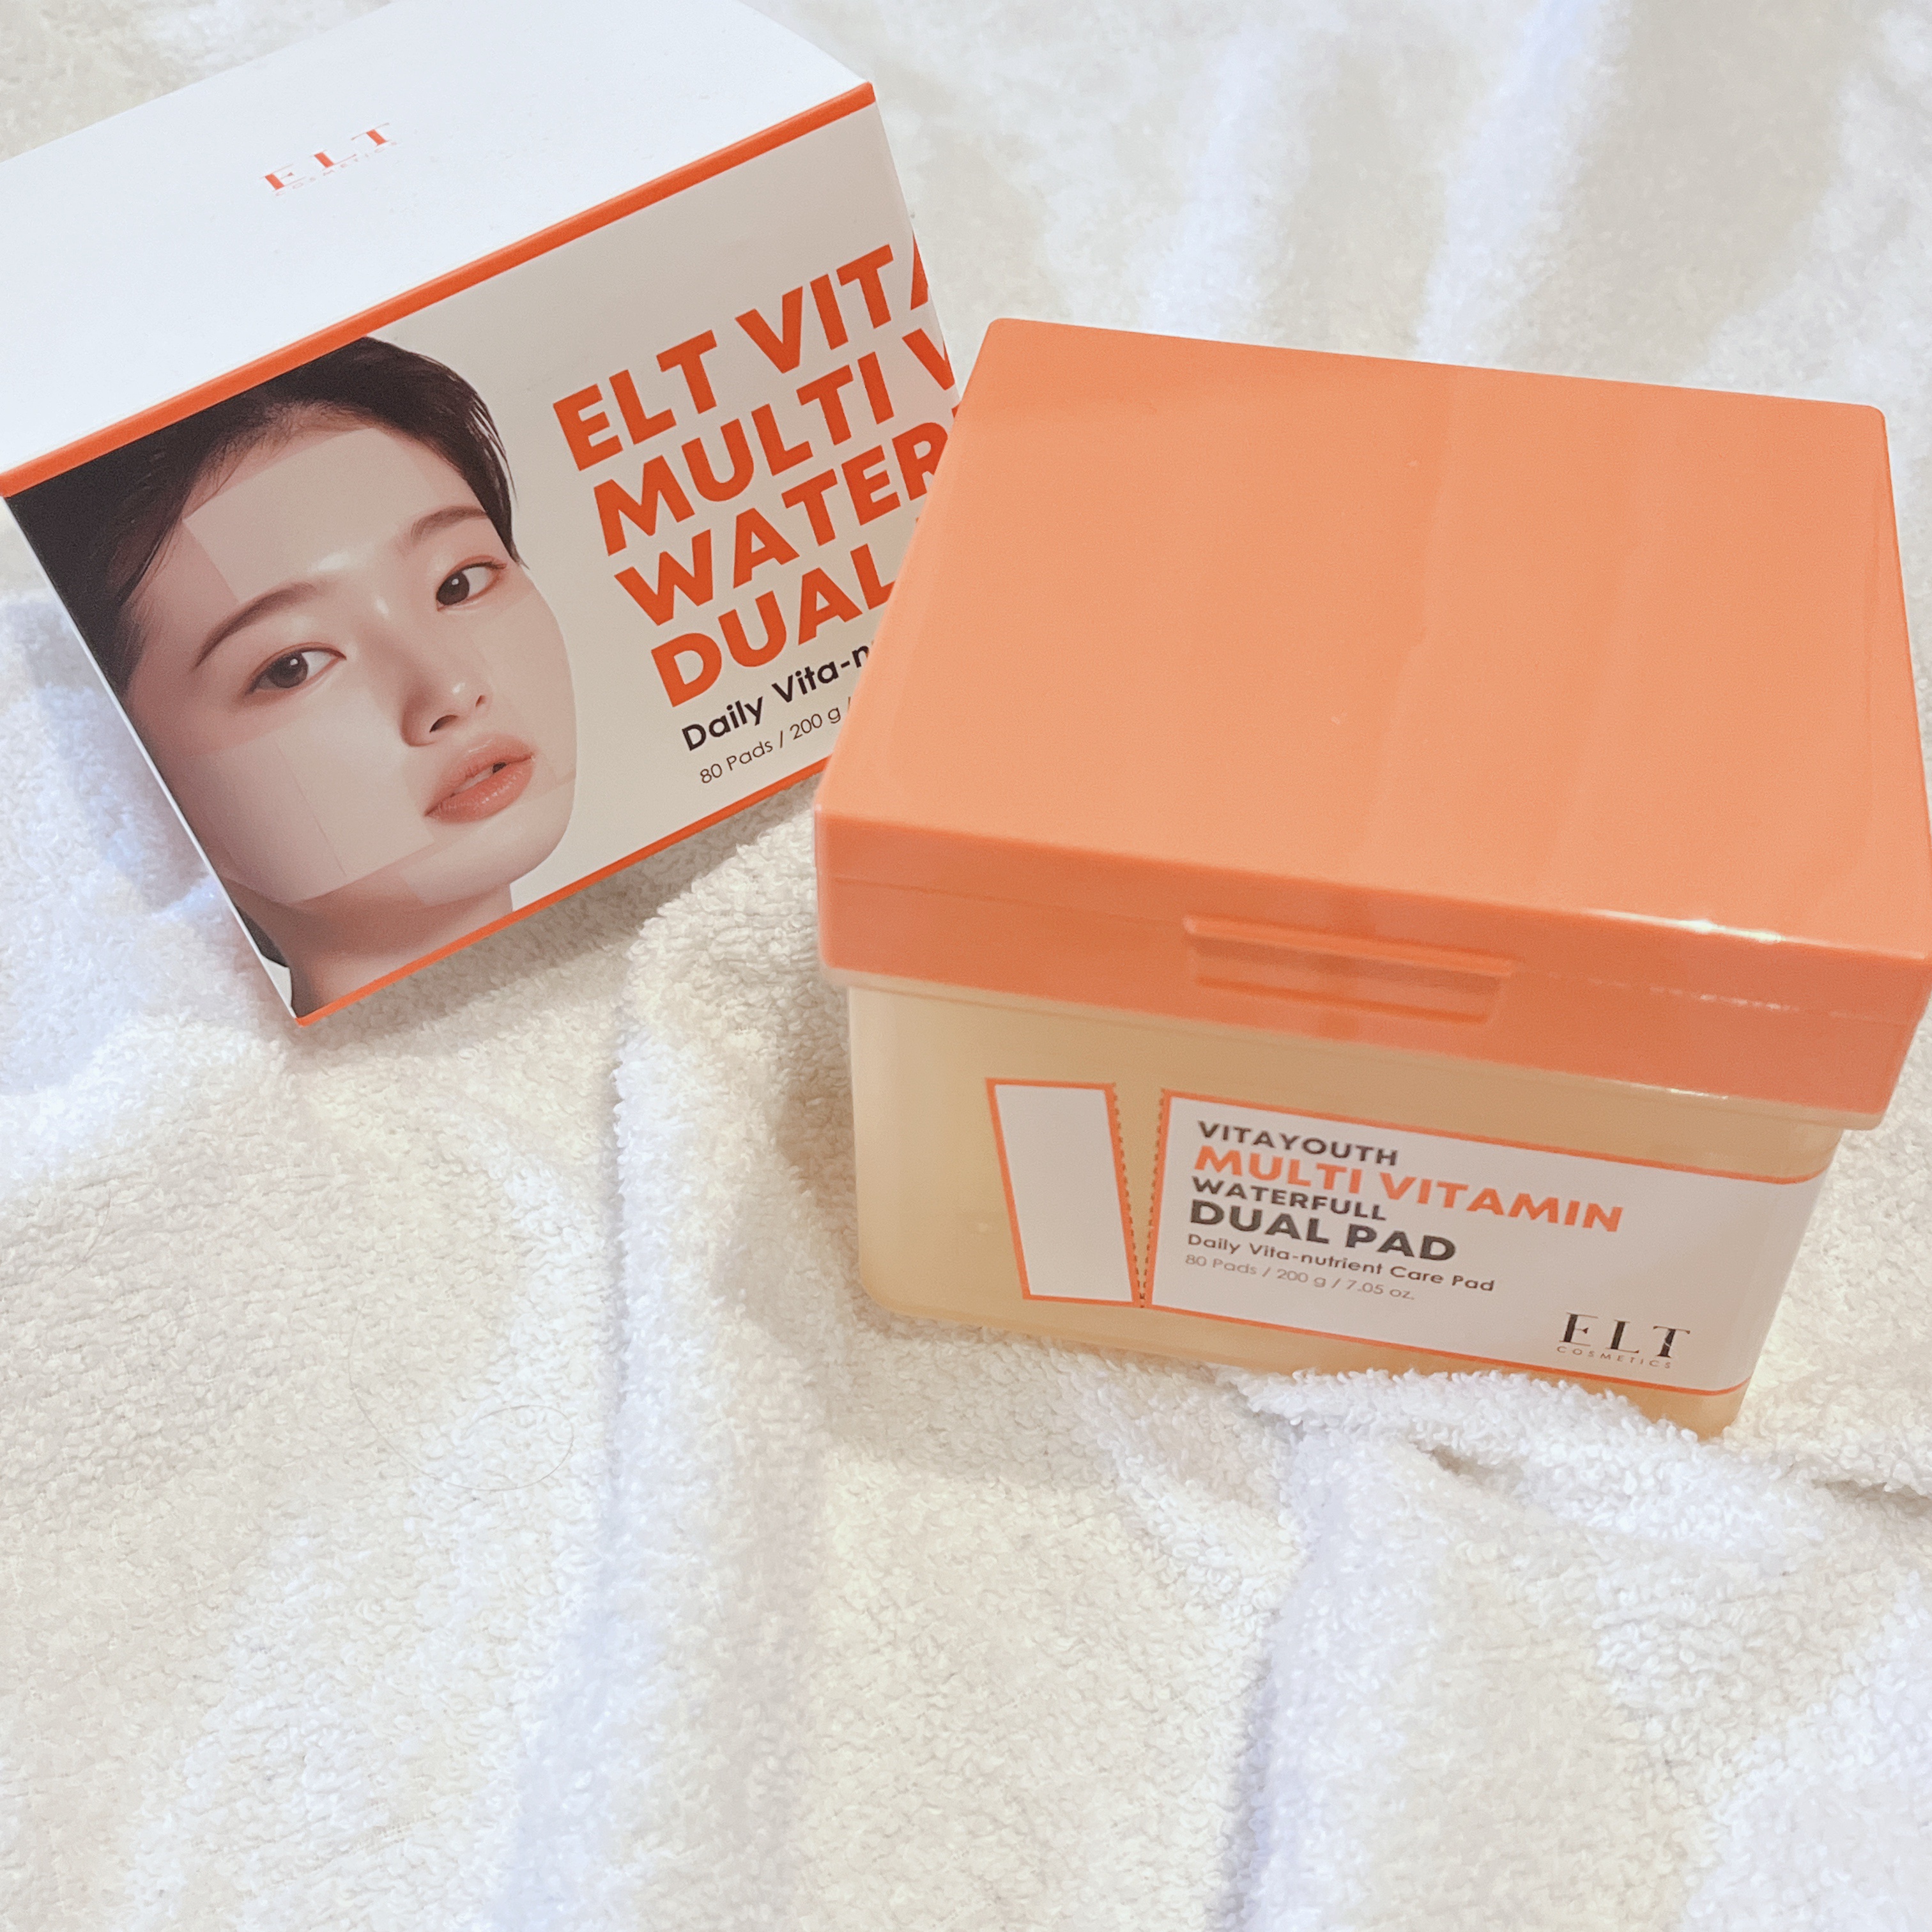 ELT
COSMETICS
ELT VITA
MULTI V
WATER
DUAL
Daily Vita-n
80 Pads / 200 g /
VITAYOUTH
MULTI VITAMIN
WATERFULL
DUAL PAD
Daily Vita-nutrient Care Pad
80 Pads / 200 g / 7.05 oz.
ELT
COSMETICS